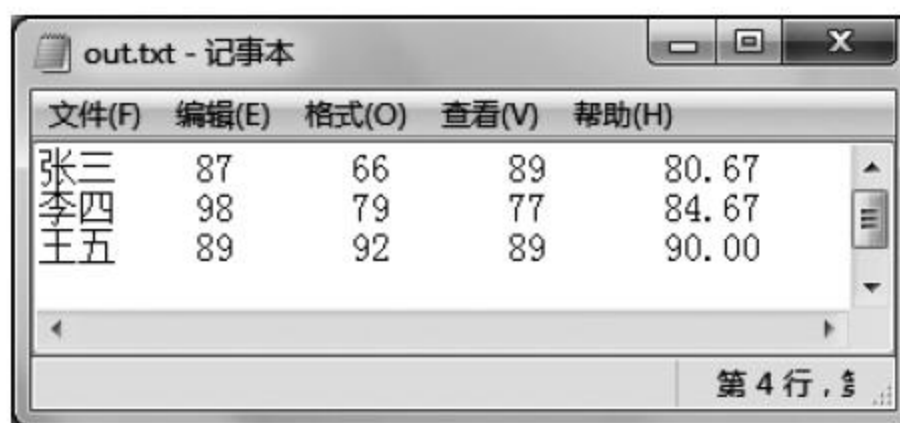 out.txt - 记事本
文件(F) 编辑(E) 格式(O) 查看(V) 帮助(H)
张三 87 66 89 80.67
李四 98 79 77 84.67
王五 89 92 89 90.00
第 4 行，